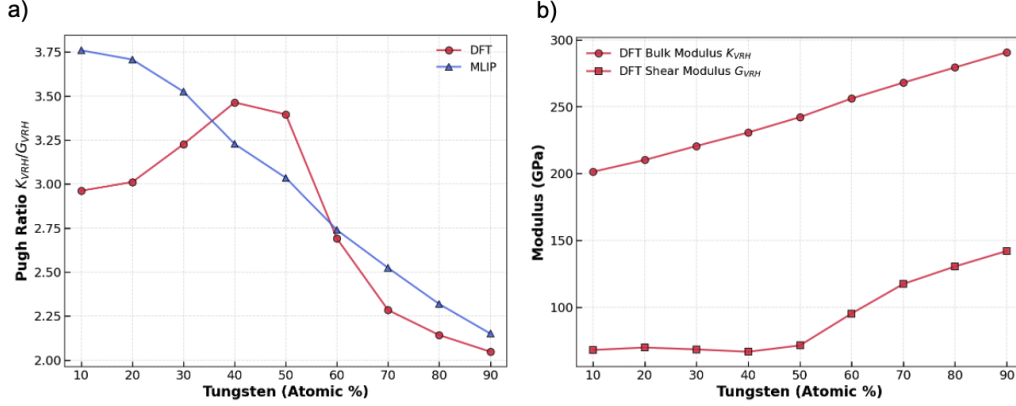 a)
3.75
3.50
3.25
3.00
2.75
2.50
2.25
2.00
Pugh Ratio K_VRH/G_VRH
DFT
MLIP
10 20 30 40 50 60 70 80 90
Tungsten (Atomic %)
b)
300
250
200
150
100
Modulus (GPa)
DFT Bulk Modulus K_VRH
DFT Shear Modulus G_VRH
10 20 30 40 50 60 70 80 90
Tungsten (Atomic %)